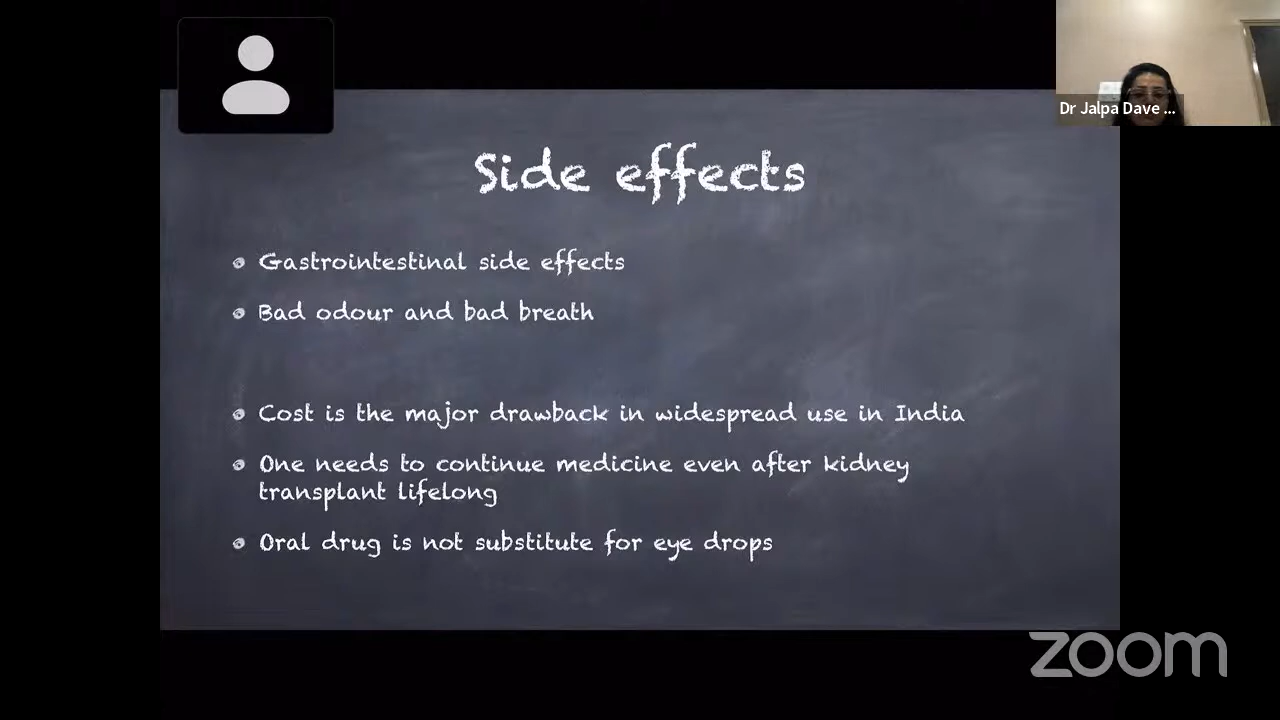 Dr Jalpa Dave ...
Side effects
Gastrointestinal side effects
Bad odour and bad breath
Cost is the major drawback in widespread use in India
One needs to continue medicine even after kidney
transplant lifelong
Oral drug is not substitute for eye drops
zoom